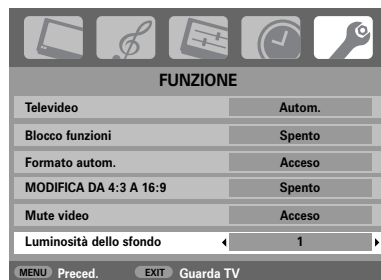 FUNZIONE
Televideo Autom.
Blocco funzioni Spento
Formato autom. Acceso
MODIFICA DA 4:3 A 16:9 Spento
Mute video Acceso
Luminosità dello sfondo 1
MENU Preced. EXIT Guarda TV